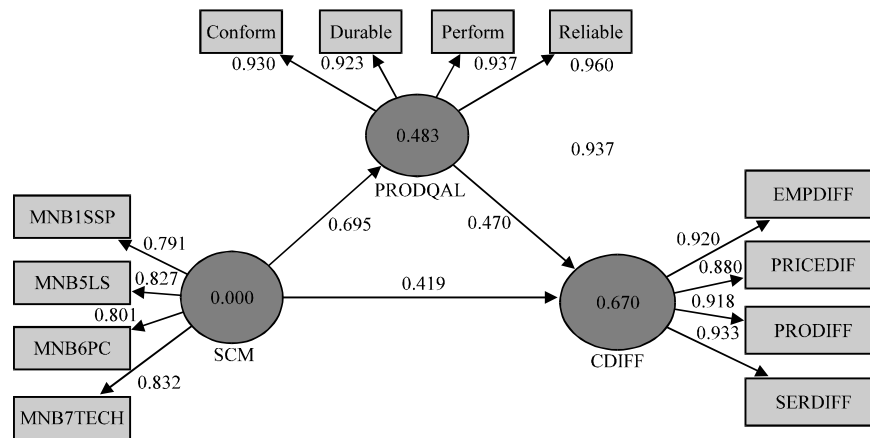 Conform Durable Perform Reliable
0.930 0.923 0.937 0.960
0.483
0.937
PRODQAL
EMPDIFF
MNB1SSP
0.695 0.470
0.920
0.791
PRICEDIF
0.880
MNB5LS
0.827
0.419
0.000
0.670
0.918
PRODIFF
0.801
0.933
MNB6PC
SCM
CDIFF
0.832
SERDIFF
MNB7TECH